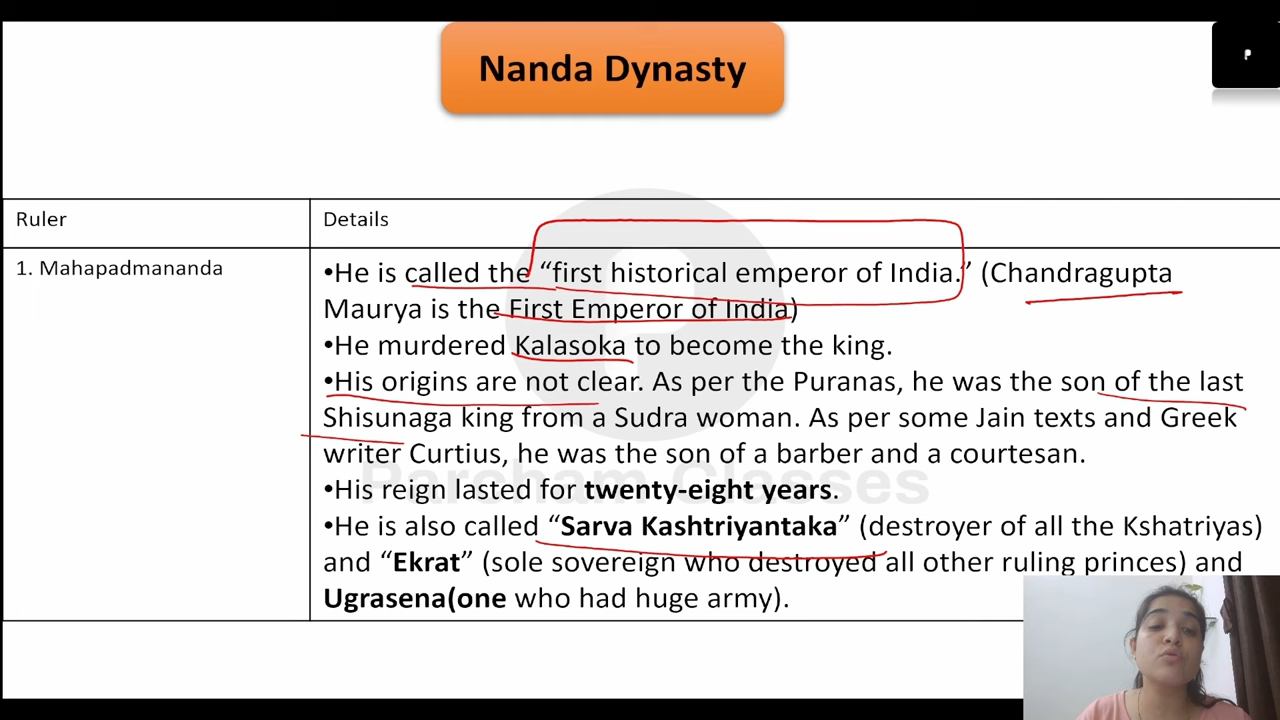 Nanda Dynasty
P
Ruler
Details
1. Mahapadmananda
•He is called the “first historical emperor of India.” (Chandragupta
Maurya is the First Emperor of India)
•He murdered Kalasoka to become the king.
•His origins are not clear. As per the Puranas, he was the son of the last
Shisunaga king from a Sudra woman. As per some Jain texts and Greek
writer Curtius, he was the son of a barber and a courtesan.
•His reign lasted for twenty-eight years.
•He is also called “Sarva Kashtriyantaka” (destroyer of all the Kshatriyas)
and “Ekrat” (sole sovereign who destroyed all other ruling princes) and
Ugrasena(one who had huge army).
Parcham Classes